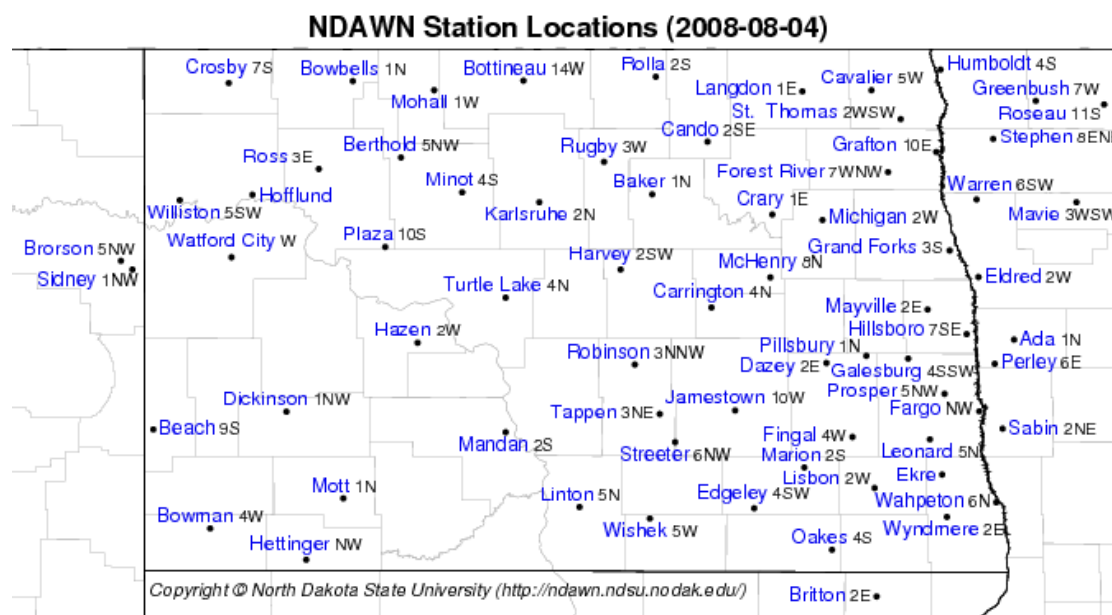 NDAWN Station Locations (2008-08-04)
Crosby 7S
Bowbells 1N
Bottineau 14W
Rolla 2S
Humboldt 4S
Langdon 1E
Cavalier 5W
Greenbush 7W
Mohall 1W
St. Thomas 2WSW
Roseau 11S
Cando 2SE
Berthold 5NW
Rugby 3W
Grafton 10E
Stephen 8EN
Ross 3E
Forest River 7WNW
Minot 4S
Baker 1N
Warren 6SW
Hofflund
Crary 1E
Williston 5SW
Karlsruhe 2N
Michigan 2W
Mavie 3WSW
Watford City W
Plaza 10S
Brorson 5NW
Harvey 2SW
Grand Forks 3S
McHenry 8N
Sidney 1NW
Turtle Lake 4N
Carrington 4N
Eldred 2W
Mayville 2E
Hazen 2W
Hillsboro 7SE
Robinson 3NNW
Pillsbury 1N
Ada 1N
Dazey 2E
Galesburg 4SSW
Perley 6E
Dickinson 1NW
Jamestown 10W
Prosper 5NW
Tappen 3NE
Fargo NW
Beach 9S
Mandan 2S
Fingal 4W
Sabin 2NE
Streeter 6NW
Marion 2S
Leonard 5N
Mott 1N
Lisbon 2W
Ekre
Linton 5N
Edgeley 4SW
Wahpeton 6N
Bowman 4W
Wishek 5W
Wyndmere 2E
Hettinger NW
Oakes 4S
Copyright © North Dakota State University (http://ndawn.ndsu.nodak.edu/)
Britton 2E